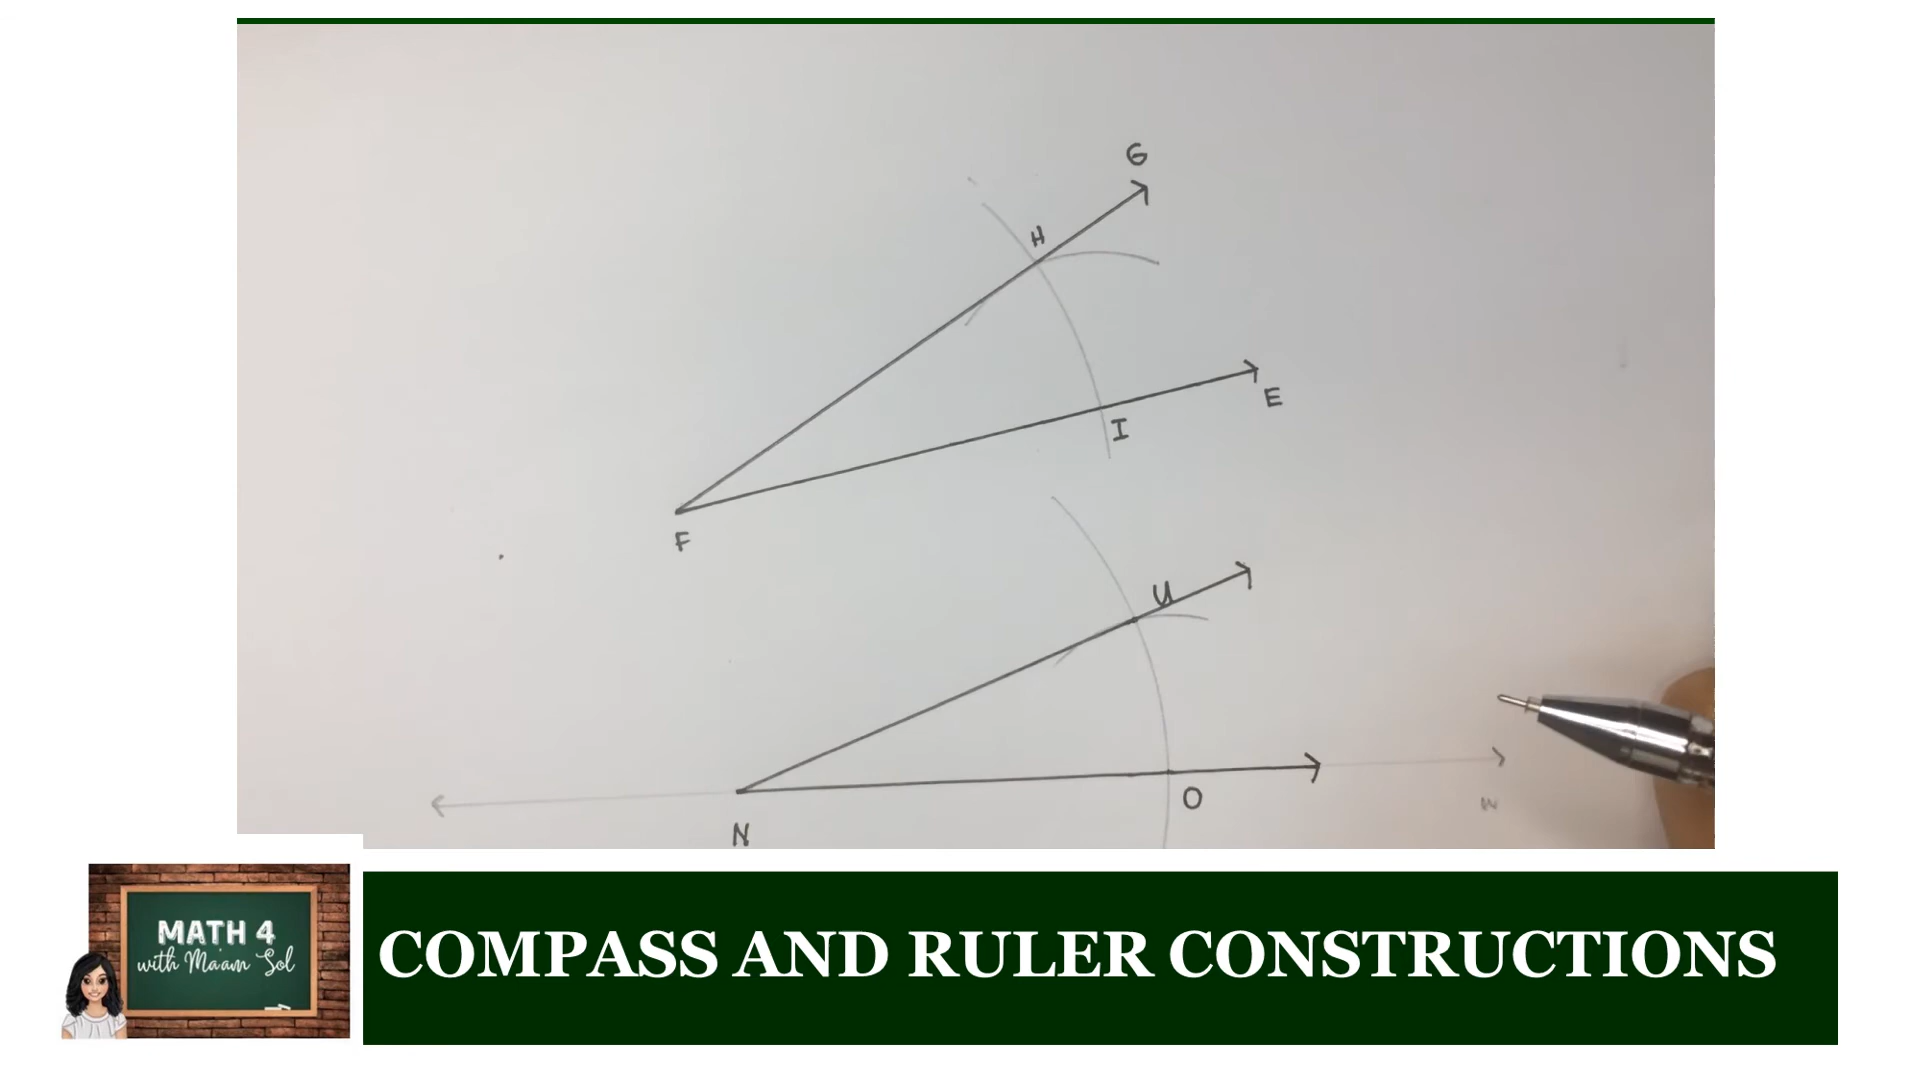 G
H
E
I
F
U
O
N
MATH 4
with Ma'am Sol
COMPASS AND RULER CONSTRUCTIONS